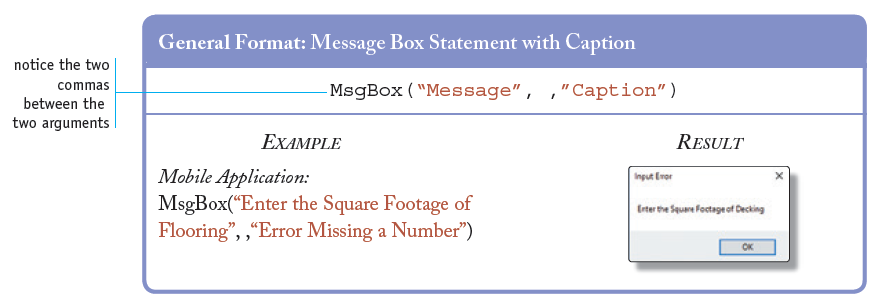 General Format: Message Box Statement with Caption
notice the two
commas
between the
two arguments
MsgBox(“Message”, ,”Caption”)
EXAMPLE
RESULT
Mobile Application:
MsgBox(“Enter the Square Footage of
Flooring”, ,“Error Missing a Number”)
Input Error
Enter the Square Footage of Decking
OK